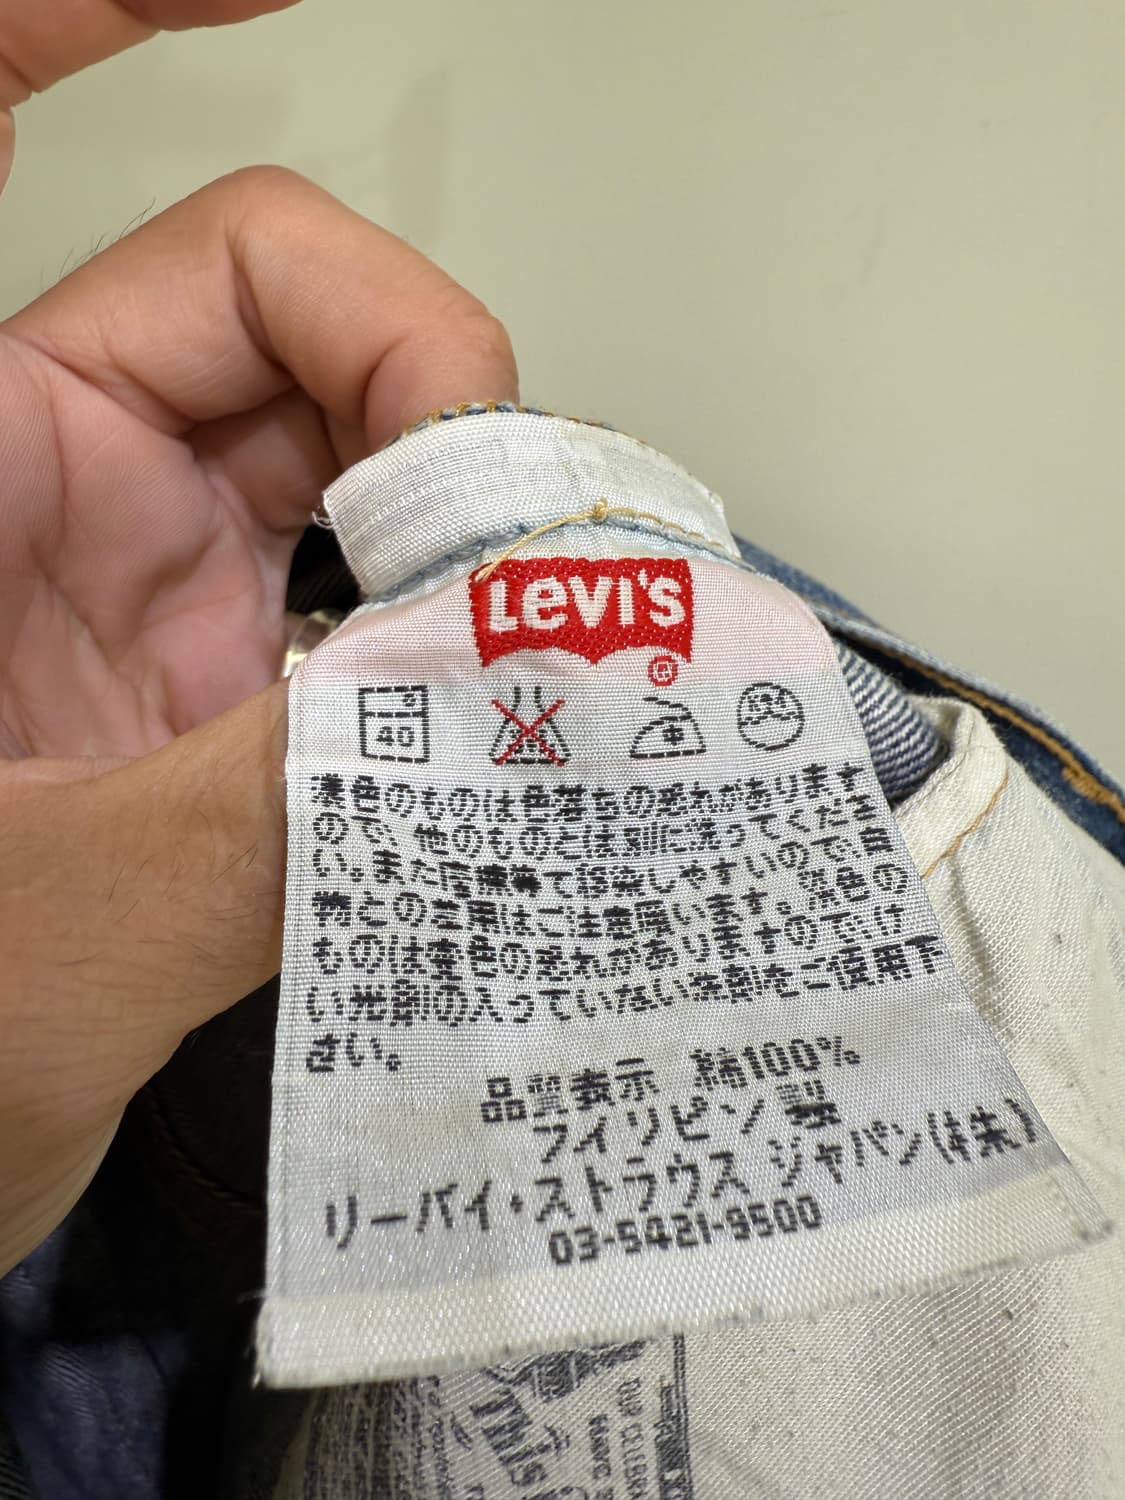 LEVI'S
®
40
濃色のものは色落ちの恐れがあります
ので、他のものとは別に洗ってくださ
い。また摩擦等で移染しやすいので、白
物との着用はご注意願います。淡色の
ものは変色の恐れがありますので、け
い光剤の入っていない洗剤をご使用下
さい。
品質表示 綿100%
フィリピン製
リーバイ・ストラウス ジャパン(株)
03-5421-9500
This
OUR CELEBRA